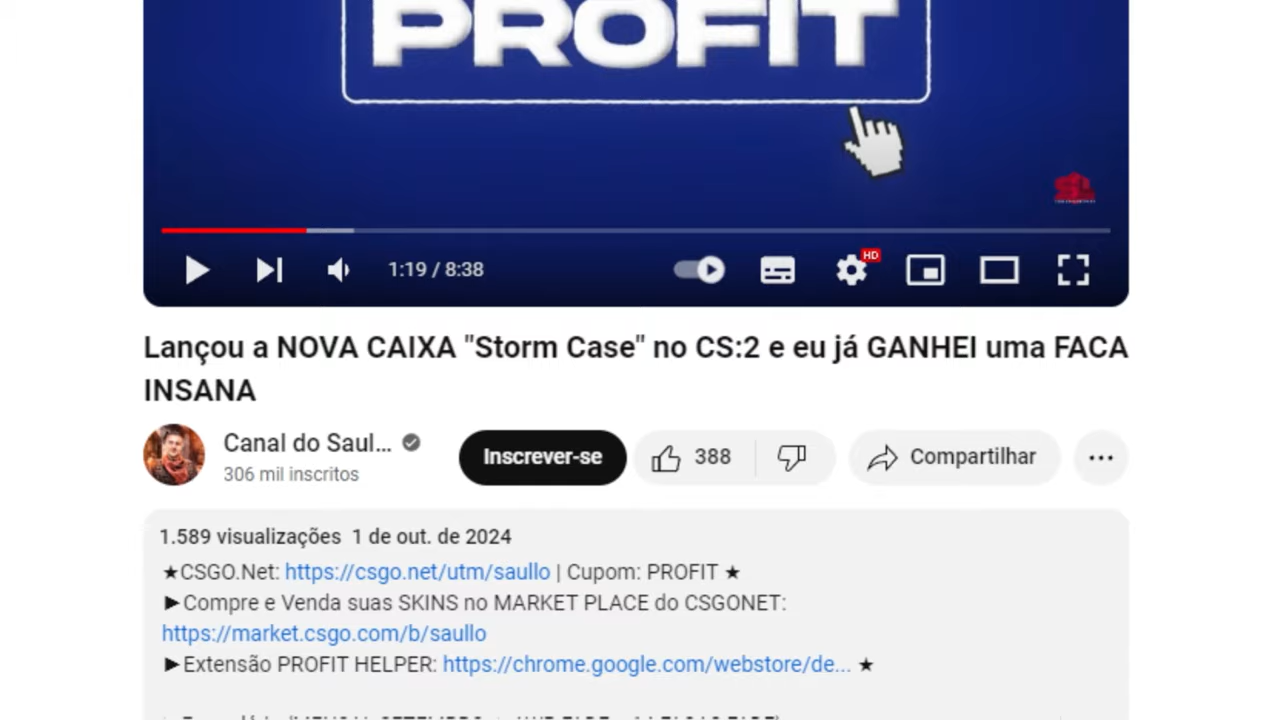 PROFIT
HD
1:19 / 8:38
Lançou a NOVA CAIXA "Storm Case" no CS:2 e eu já GANHEI uma FACA
INSANA
Canal do Saul...
306 mil inscritos
Inscrever-se
388
Compartilhar
1.589 visualizações 1 de out. de 2024
★CSGO.Net: https://csgo.net/utm/saullo | Cupom: PROFIT ★
►Compre e Venda suas SKINS no MARKET PLACE do CSGONET:
https://market.csgo.com/b/saullo
►Extensão PROFIT HELPER: https://chrome.google.com/webstore/de... ★